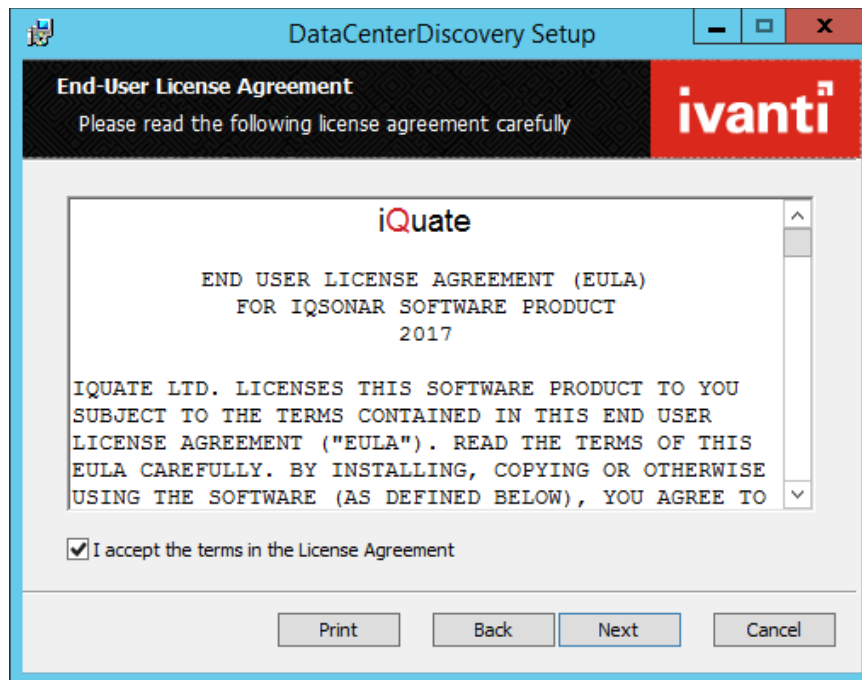 DataCenterDiscovery Setup
End-User License Agreement
Please read the following license agreement carefully
ivanti
iQuate
END USER LICENSE AGREEMENT (EULA)
FOR IQSONAR SOFTWARE PRODUCT
2017
IQUATE LTD. LICENSES THIS SOFTWARE PRODUCT TO YOU
SUBJECT TO THE TERMS CONTAINED IN THIS END USER
LICENSE AGREEMENT ("EULA"). READ THE TERMS OF THIS
EULA CAREFULLY. BY INSTALLING, COPYING OR OTHERWISE
USING THE SOFTWARE (AS DEFINED BELOW), YOU AGREE TO
I accept the terms in the License Agreement
Print Back Next Cancel